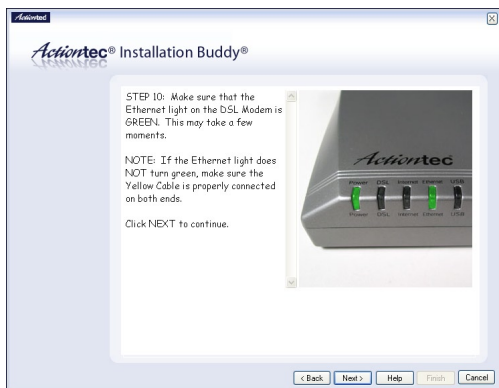 Actiontec
Actiontec® Installation Buddy®
STEP 10: Make sure that the
Ethernet light on the DSL Modem is
GREEN. This may take a few
moments.
NOTE: If the Ethernet light does
NOT turn green, make sure the
Yellow Cable is properly connected
on both ends.
Click NEXT to continue.
Actiontec
Power DSL Internet Ethernet USB
Power DSL Internet Ethernet USB
< Back Next > Help Finish Cancel